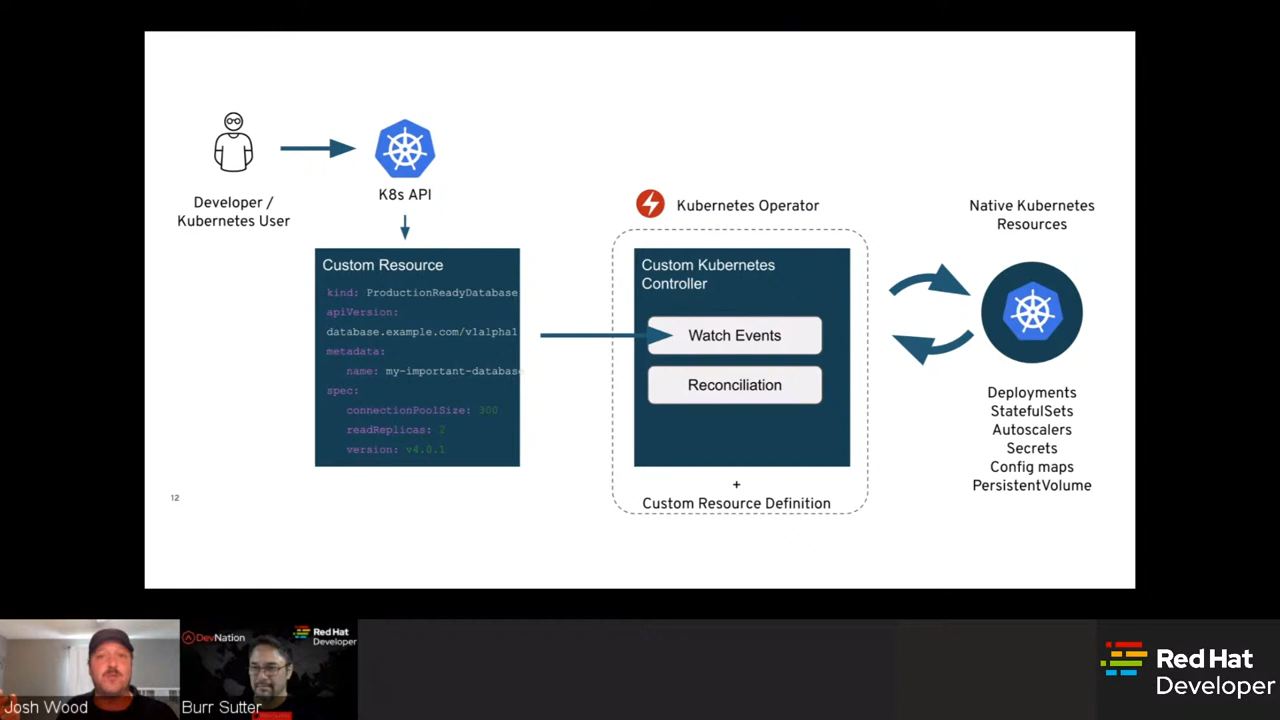 Developer /
Kubernetes User
K8s API
Custom Resource
kind: ProductionReadyDatabase
apiVersion:
database.example.com/v1alpha1
metadata:
name: my-important-database
spec:
connectionPoolSize: 300
readReplicas: 2
version: v4.0.1
Kubernetes Operator
Custom Kubernetes
Controller
Watch Events
Reconciliation
+
Custom Resource Definition
Native Kubernetes
Resources
Deployments
StatefulSets
Autoscalers
Secrets
Config maps
PersistentVolume
12
Josh Wood
DevNation
Red Hat
Developer
Burr Sutter
Red Hat
Developer